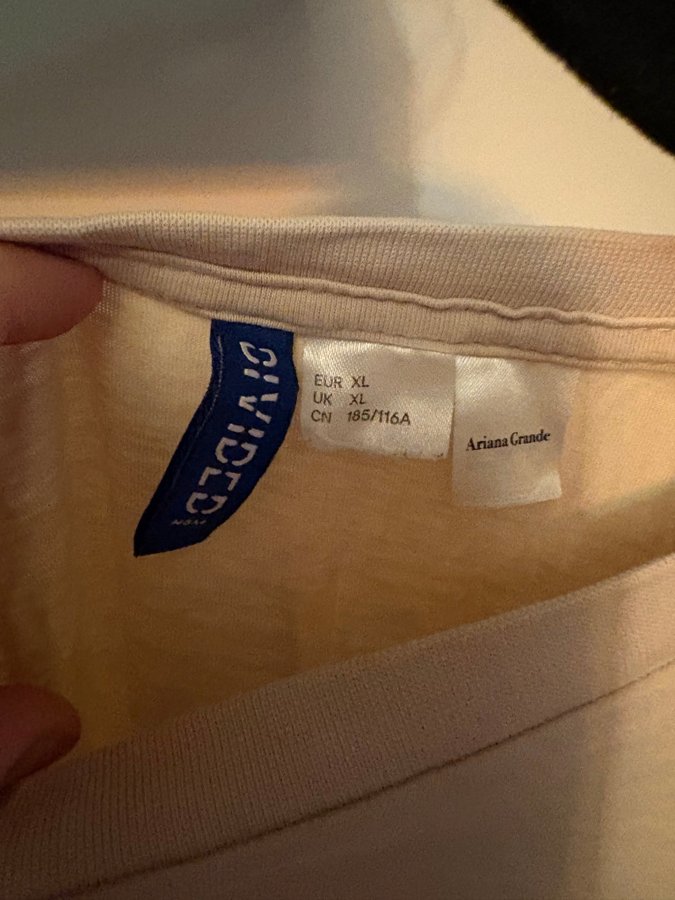 DIVIDED
H&M
EUR XL
UK XL
CN 185/116A
Ariana Grande